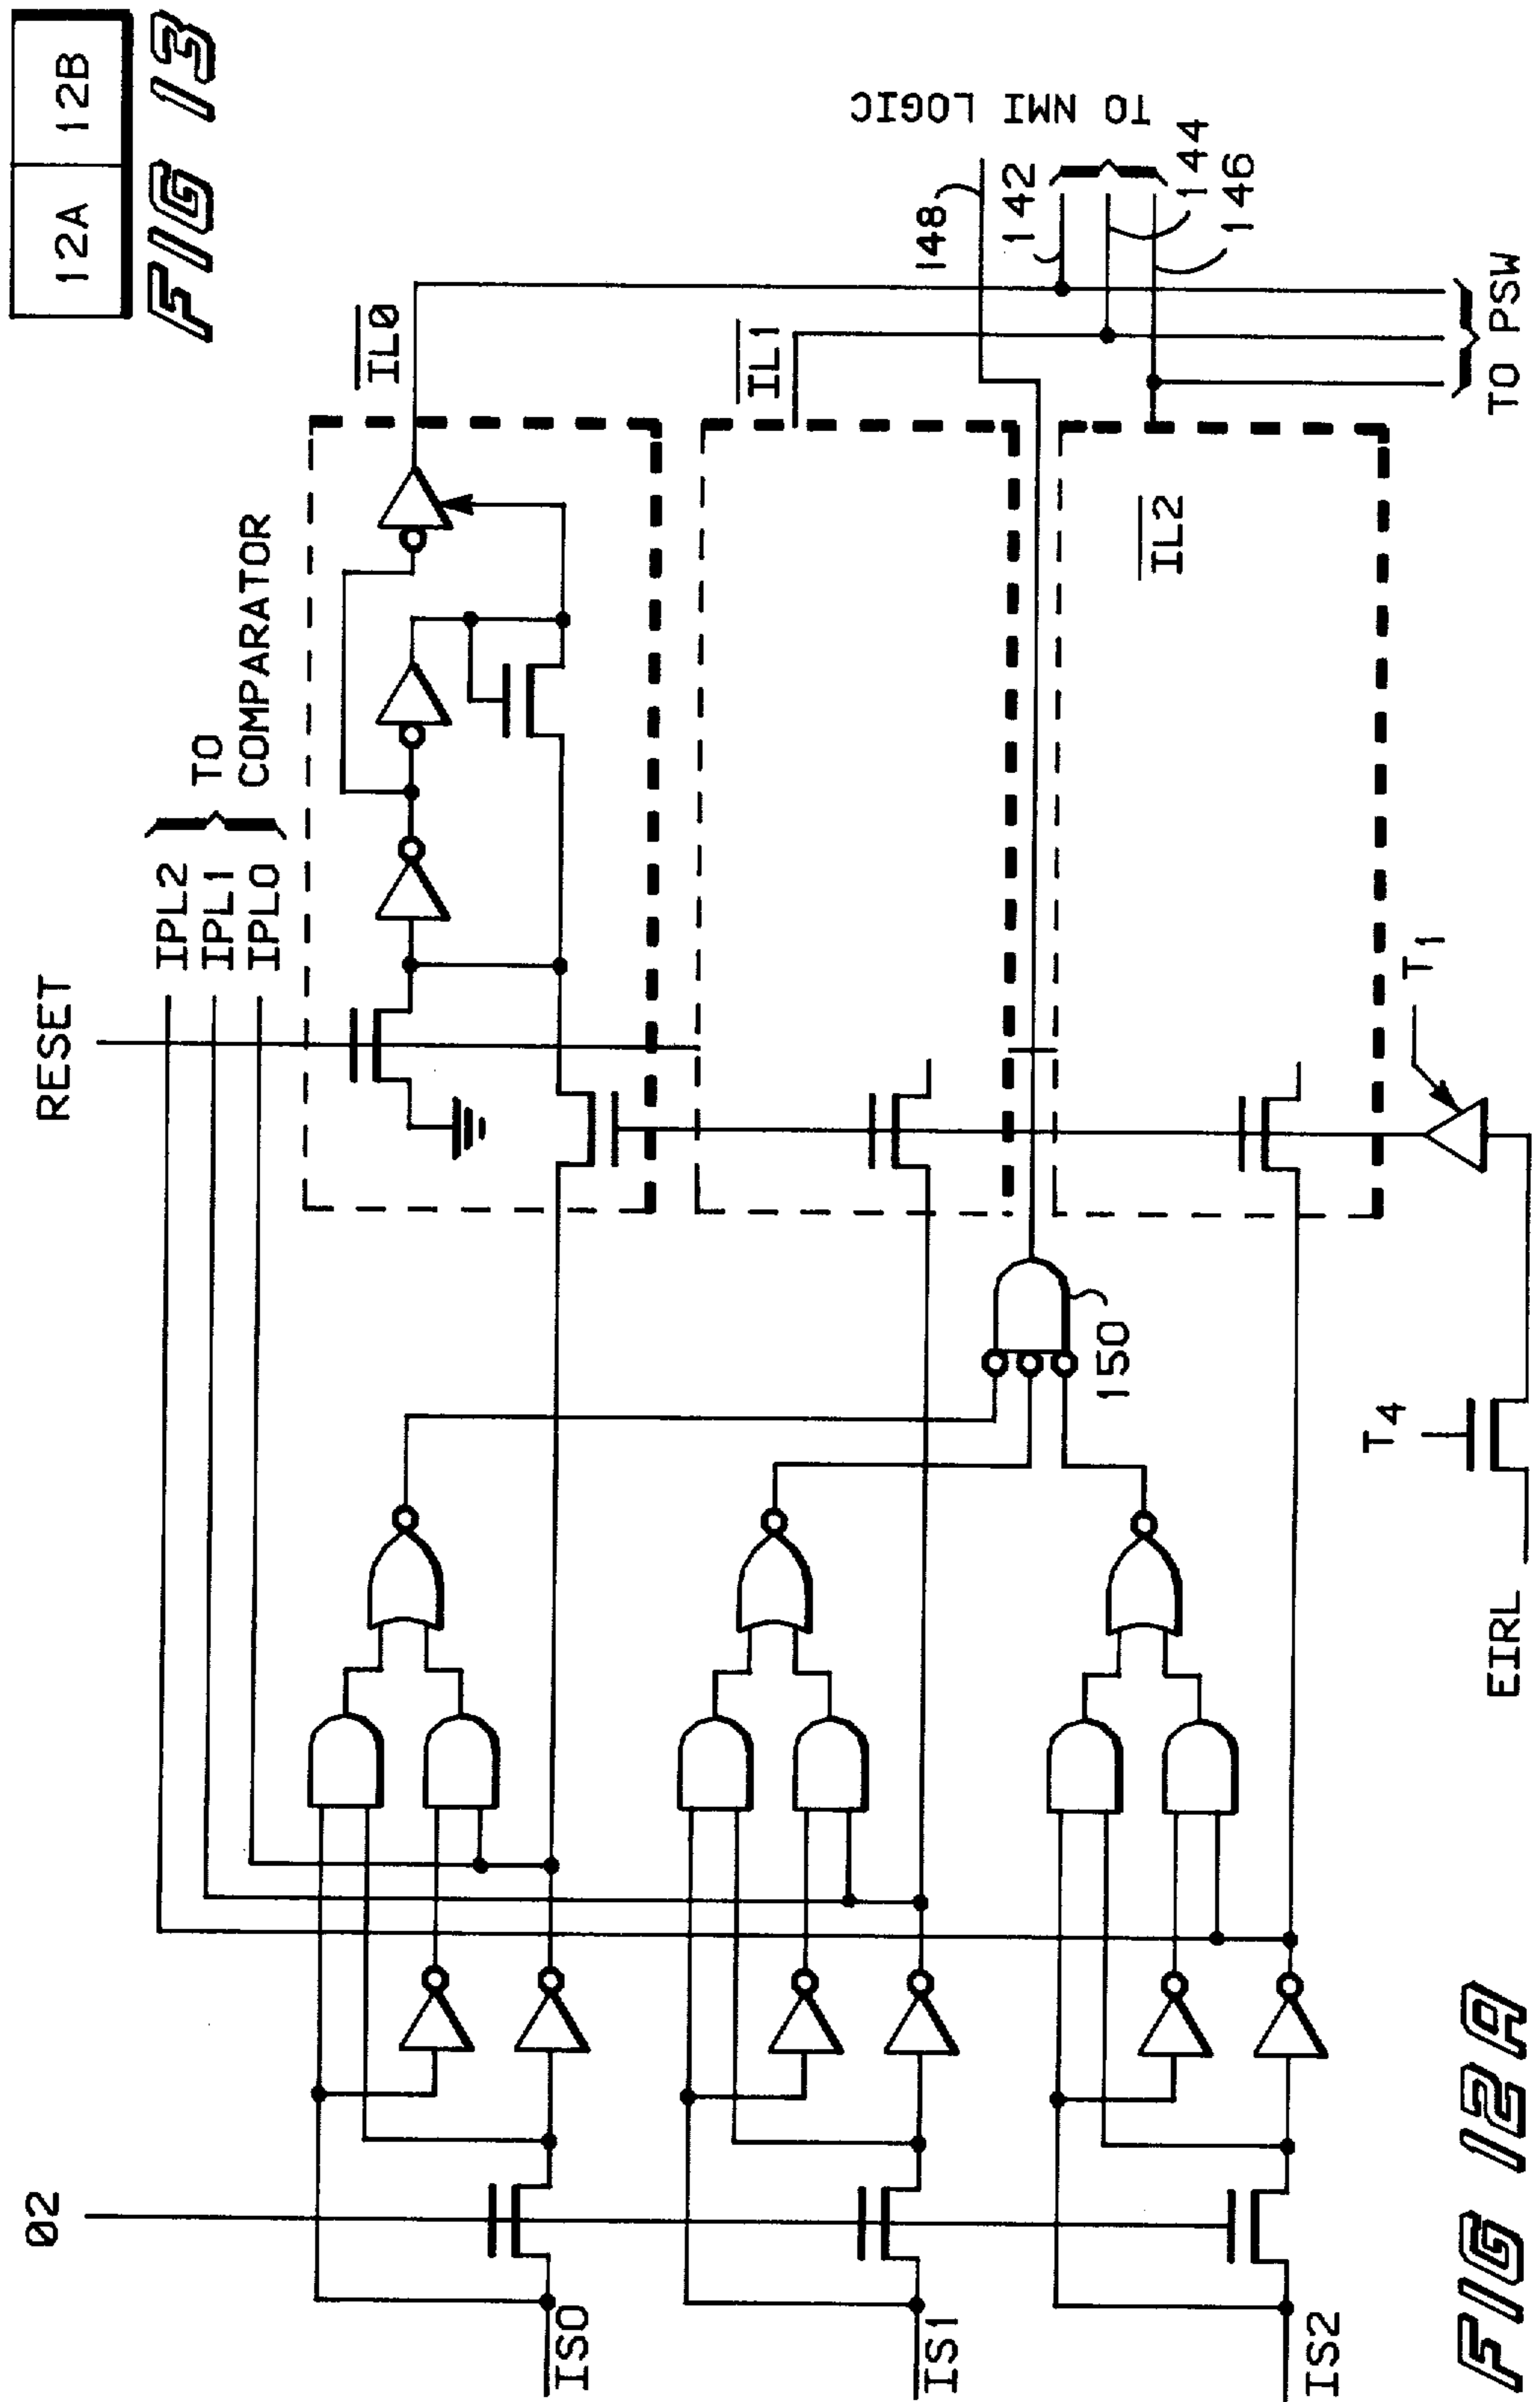 12A 12B
FIG 13
02
RESET
IPL2
IPL1
IPL0
TO
COMPARATOR
IL0
IL1
IL2
148
142
144
146
TO NMI LOGIC
TO PSW
150
T1
T4
EIRL
IS0
IS1
IS2
FIG 12A